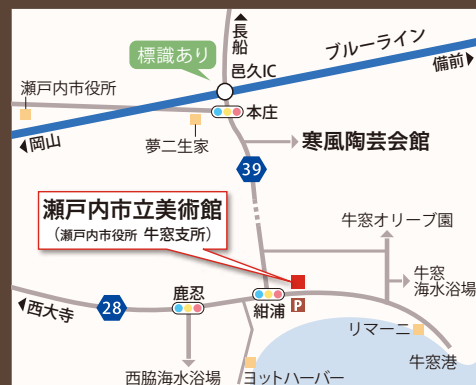 長船
ブルーライン
標識あり
備前
邑久IC
瀬戸内市役所
本庄
岡山
夢二生家
寒風陶芸会館
39
瀬戸内市立美術館
（瀬戸内市役所 牛窓支所）
牛窓オリーブ園
牛窓
海水浴場
西大寺
28
鹿忍
紺浦
P
リマーニ
牛窓港
西脇海水浴場
ヨットハーバー